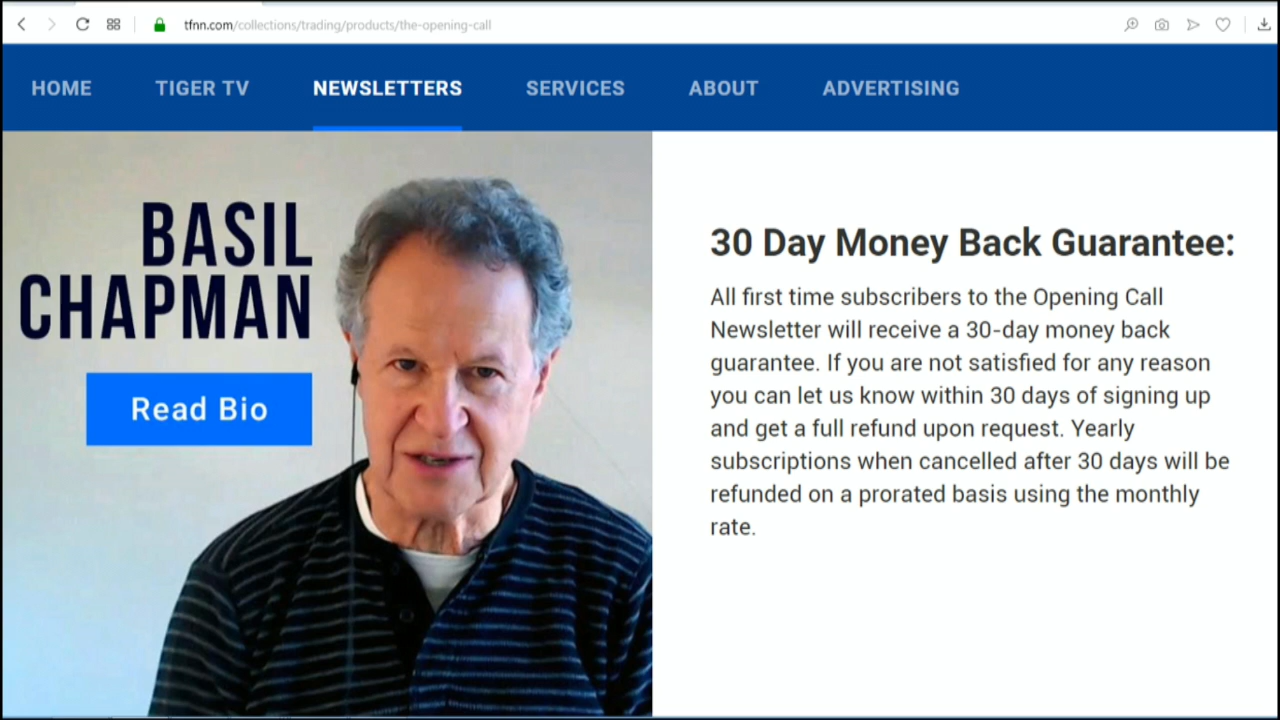 tfnn.com/collections/trading/products/the-opening-call
HOME TIGER TV NEWSLETTERS SERVICES ABOUT ADVERTISING
BASIL
CHAPMAN
Read Bio
30 Day Money Back Guarantee:
All first time subscribers to the Opening Call
Newsletter will receive a 30-day money back
guarantee. If you are not satisfied for any reason
you can let us know within 30 days of signing up
and get a full refund upon request. Yearly
subscriptions when cancelled after 30 days will be
refunded on a prorated basis using the monthly
rate.